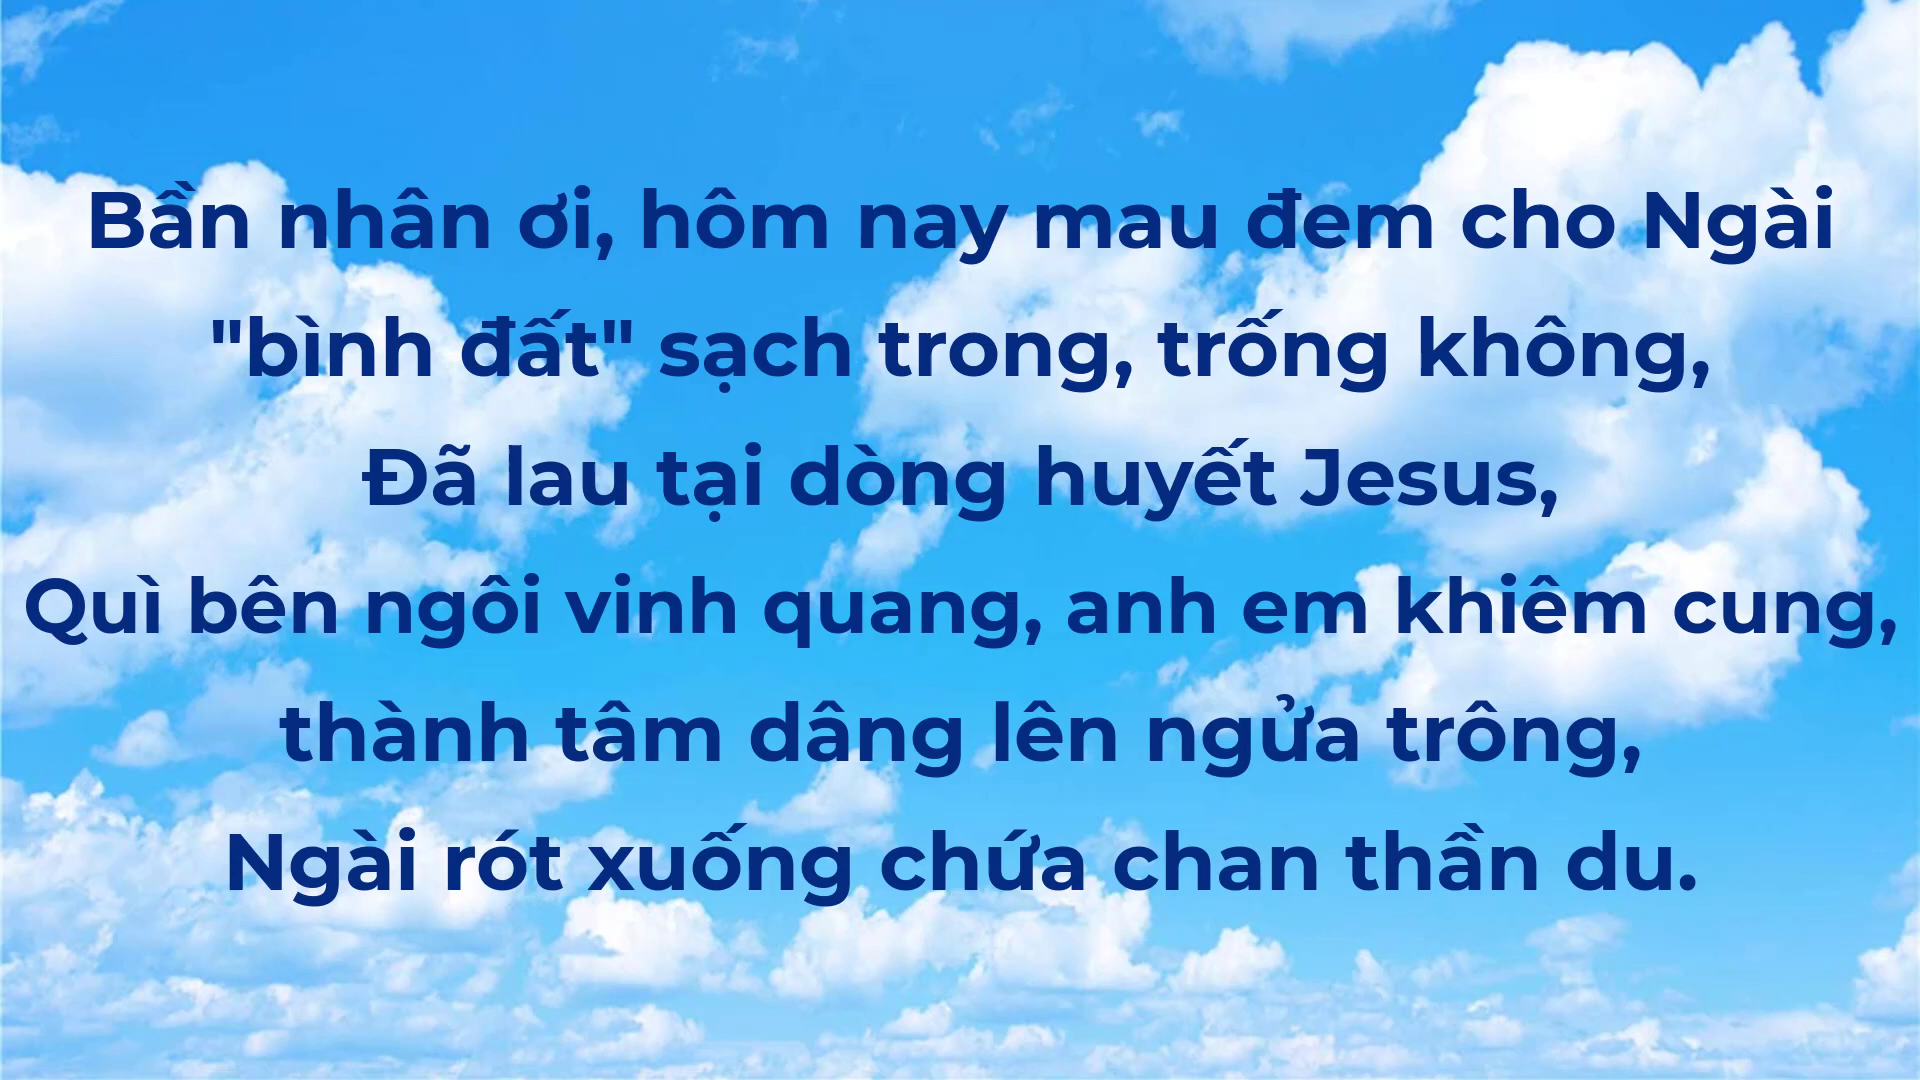 Bần nhân ơi, hôm nay mau đem cho Ngài
"bình đất" sạch trong, trống không,
Đã lau tại dòng huyết Jesus,
Quì bên ngôi vinh quang, anh em khiêm cung,
thành tâm dâng lên ngửa trông,
Ngài rót xuống chứa chan thần du.